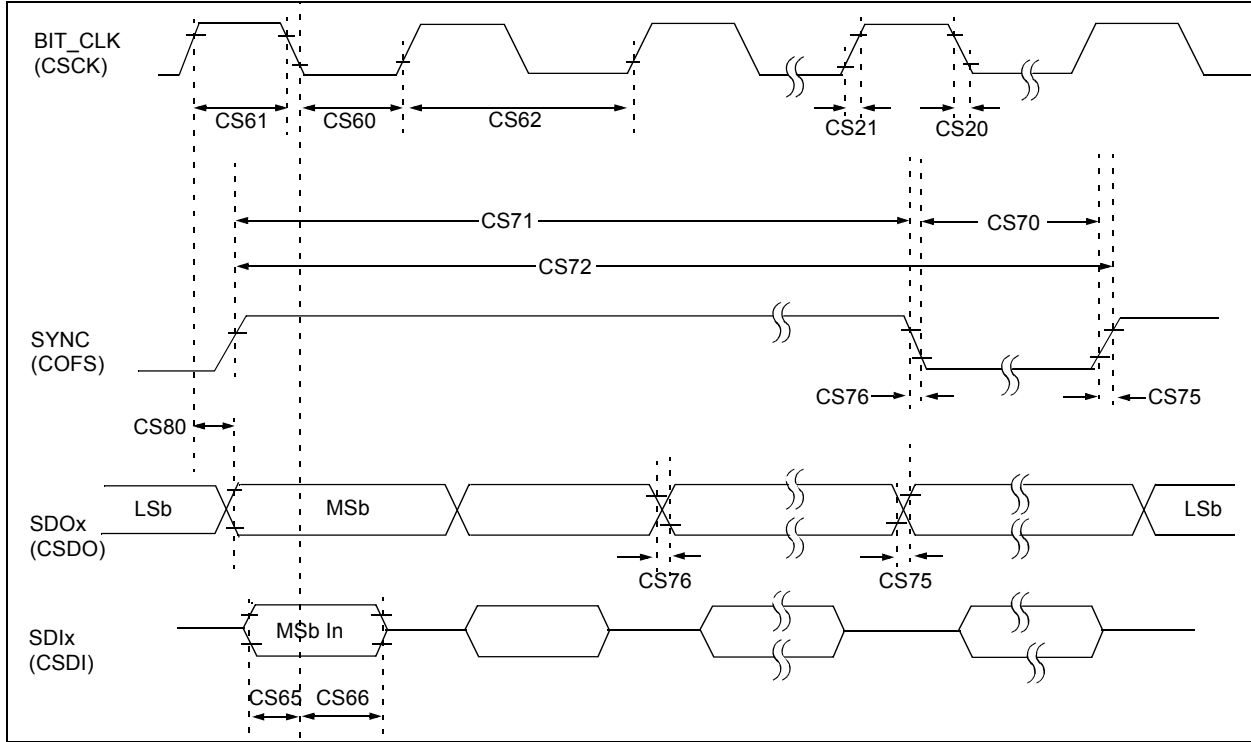 BIT_CLK
(CSCK)
CS61
CS60
CS62
CS21
CS20
CS71
CS70
CS72
SYNC
(COFS)
CS76
CS75
CS80
LSb
MSb
LSb
SDOx
(CSDO)
CS76
CS75
SDIx
(CSDI)
MSb In
CS65
CS66